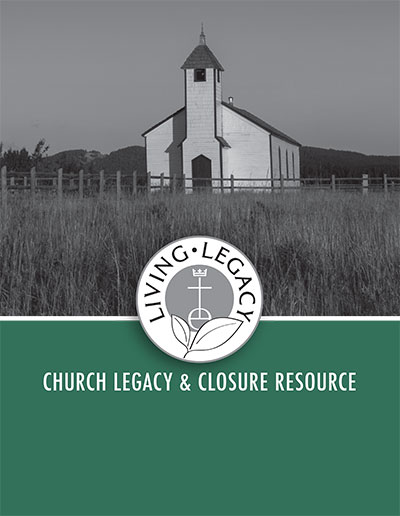 LIVING • LEGACY
CHURCH LEGACY & CLOSURE RESOURCE